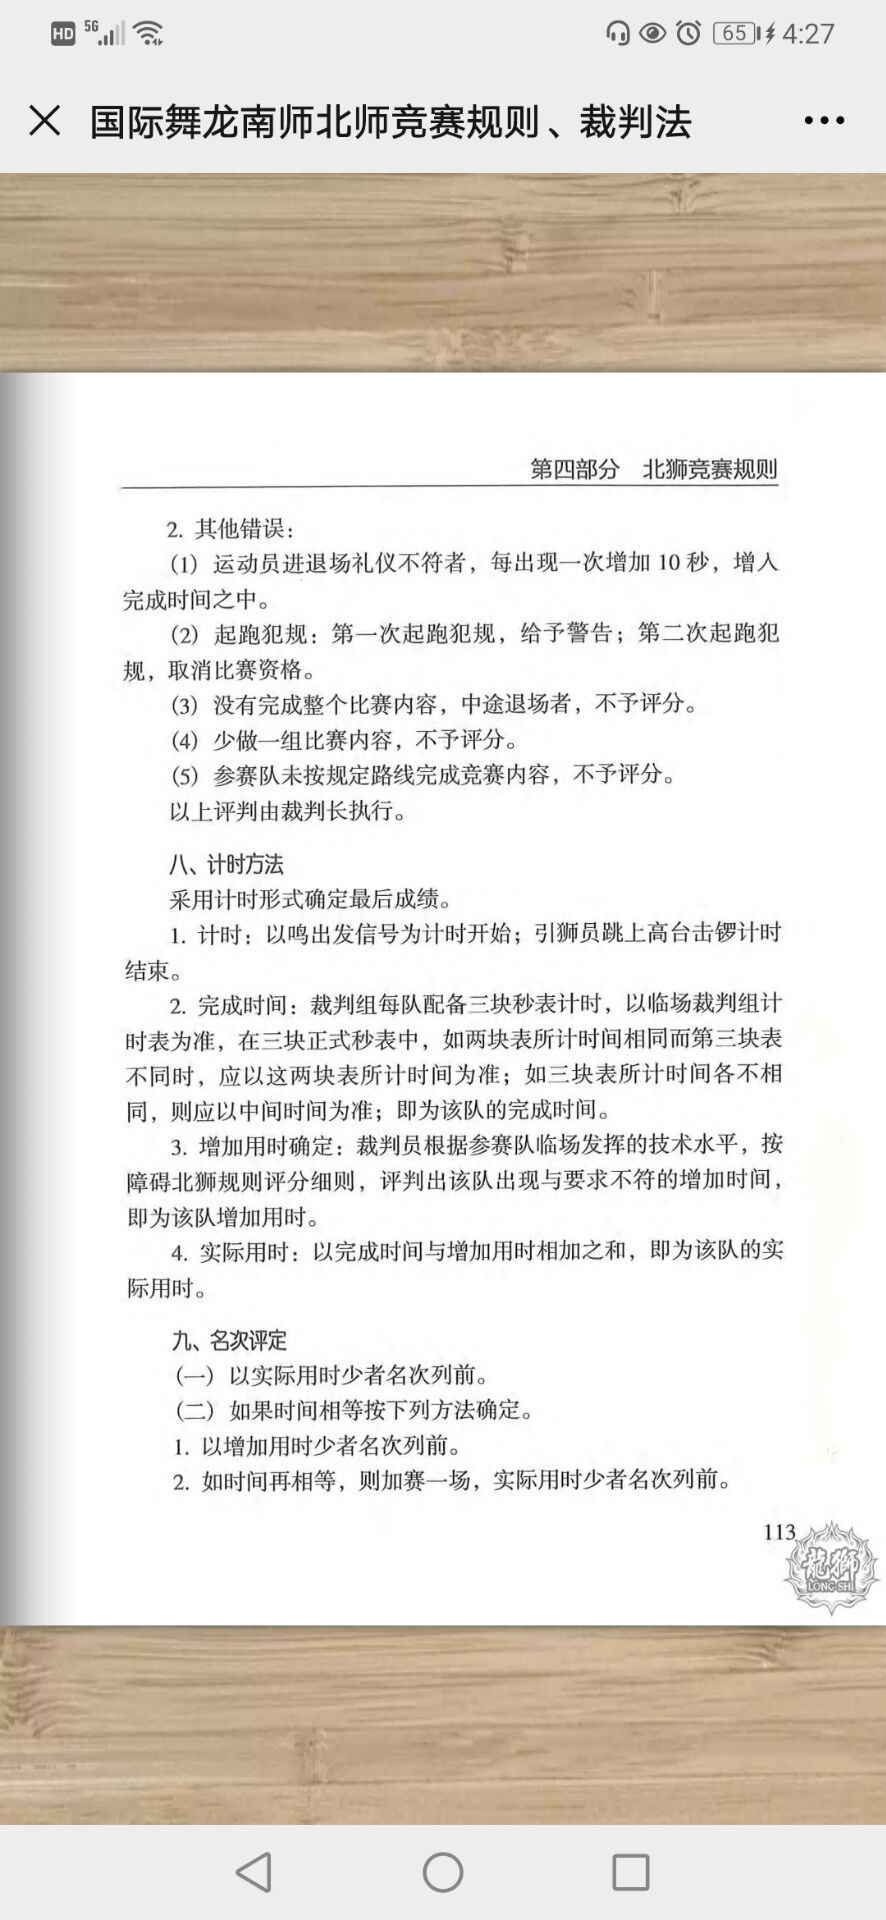 HD 5G 65 4:27
国际舞龙南师北师竞赛规则、裁判法
第四部分 北狮竞赛规则
2. 其他错误：
(1) 运动员进退场礼仪不符者，每出现一次增加 10 秒，增入
完成时间之中。
(2) 起跑犯规：第一次起跑犯规，给予警告；第二次起跑犯
规，取消比赛资格。
(3) 没有完成整个比赛内容，中途退场者，不予评分。
(4) 少做一组比赛内容，不予评分。
(5) 参赛队未按规定路线完成竞赛内容，不予评分。
以上评判由裁判长执行。
八、计时方法
采用计时形式确定最后成绩。
1. 计时：以鸣出发信号为计时开始；引狮员跳上高台击锣计时
结束。
2. 完成时间：裁判组每队配备三块秒表计时，以临场裁判组计
时表为准，在三块正式秒表中，如两块表所计时间相同而第三块表
不同时，应以这两块表所计时间为准；如三块表所计时间各不相
同，则应以中间时间为准；即为该队的完成时间。
3. 增加用时确定：裁判员根据参赛队临场发挥的技术水平，按
障碍北狮规则评分细则，评判出该队出现与要求不符的增加时间，
即为该队增加用时。
4. 实际用时：以完成时间与增加用时相加之和，即为该队的实
际用时。
九、名次评定
(一) 以实际用时少者名次列前。
(二) 如果时间相等按下列方法确定。
1. 以增加用时少者名次列前。
2. 如时间再相等，则加赛一场，实际用时少者名次列前。
113
龍獅
LONG-SHI